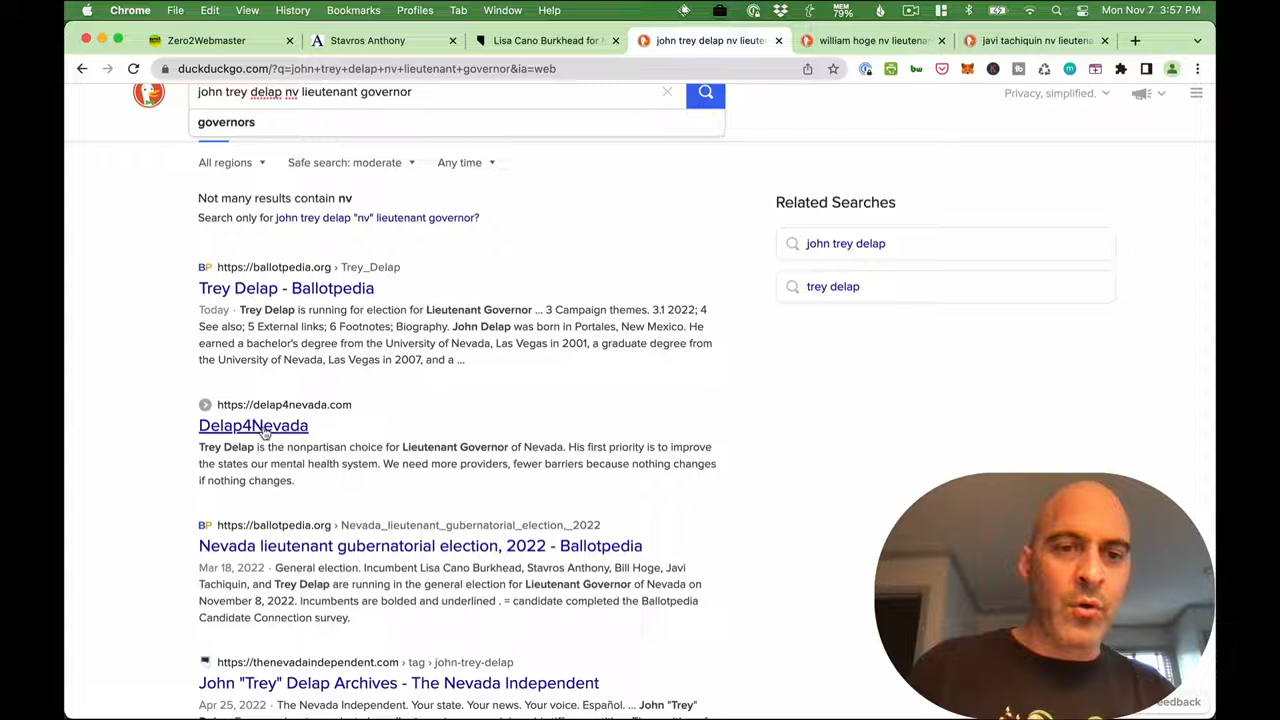 Chrome File Edit View History Bookmarks Profiles Tab Window Help MEM 79% Mon Nov 7 3:57 PM
Zero2Webmaster Stavros Anthony Lisa Cano Burkhead for N john trey delap nv lieuten william hoge nv lieutenan javi tachiquin nv lieutena
duckduckgo.com/?q=john+trey+delap+nv+lieutenant+governor&ia=web
john trey delap nv lieutenant governor
Privacy, simplified.
governors
All regions Safe search: moderate Any time
Not many results contain nv
Search only for john trey delap "nv" lieutenant governor?
Related Searches
john trey delap
trey delap
BP https://ballotpedia.org › Trey_Delap
Trey Delap - Ballotpedia
Today · Trey Delap is running for election for Lieutenant Governor ... 3 Campaign themes. 3.1 2022; 4
See also; 5 External links; 6 Footnotes; Biography. John Delap was born in Portales, New Mexico. He
earned a bachelor's degree from the University of Nevada, Las Vegas in 2001, a graduate degree from
the University of Nevada, Las Vegas in 2007, and a ...
https://delap4nevada.com
Delap4Nevada
Trey Delap is the nonpartisan choice for Lieutenant Governor of Nevada. His first priority is to improve
the states our mental health system. We need more providers, fewer barriers because nothing changes
if nothing changes.
BP https://ballotpedia.org › Nevada_lieutenant_gubernatorial_election,_2022
Nevada lieutenant gubernatorial election, 2022 - Ballotpedia
Mar 18, 2022 · General election. Incumbent Lisa Cano Burkhead, Stavros Anthony, Bill Hoge, Javi
Tachiquin, and Trey Delap are running in the general election for Lieutenant Governor of Nevada on
November 8, 2022. Incumbents are bolded and underlined . = candidate completed the Ballotpedia
Candidate Connection survey.
https://thenevadaindependent.com › tag › john-trey-delap
John "Trey" Delap Archives - The Nevada Independent
Apr 25, 2022 · The Nevada Independent. Your state. Your news. Your voice. Español. ... John "Trey"
eedback